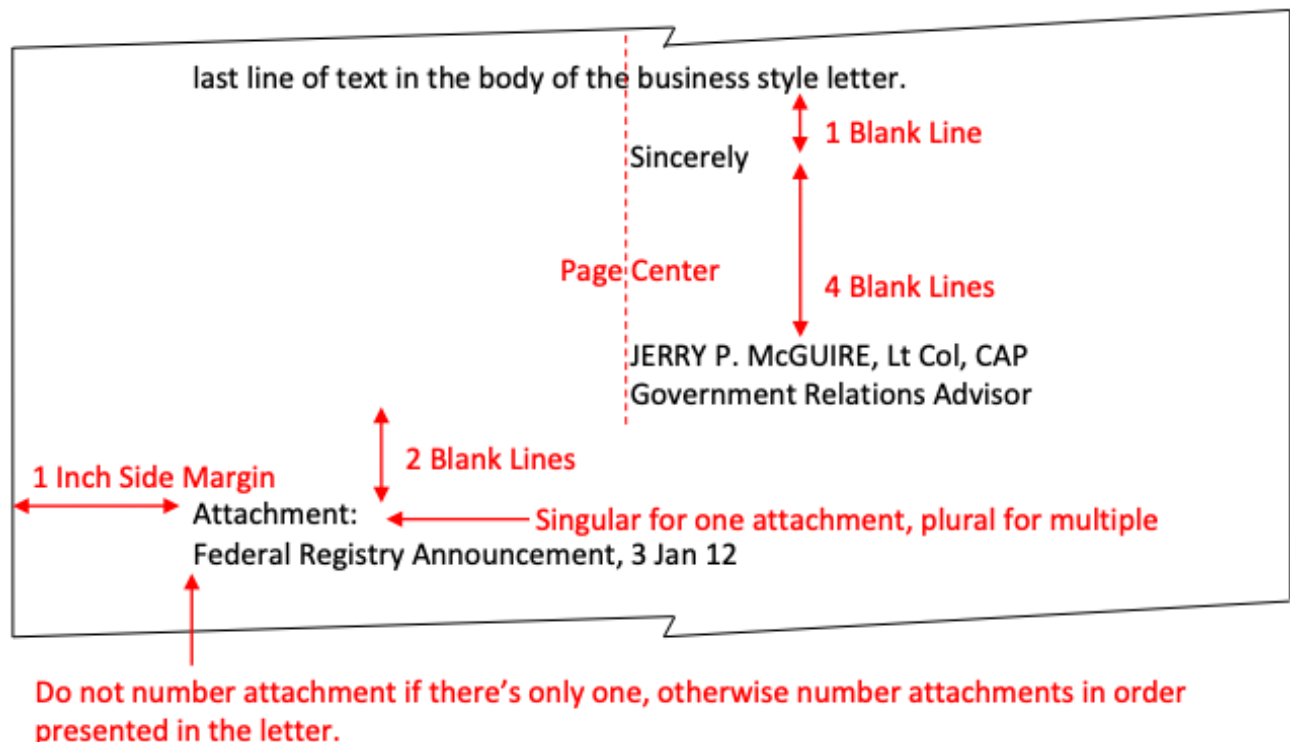 last line of text in the body of the business style letter.
1 Blank Line
Sincerely
Page Center
4 Blank Lines
JERRY P. McGUIRE, Lt Col, CAP
Government Relations Advisor
2 Blank Lines
1 Inch Side Margin
Attachment:
Singular for one attachment, plural for multiple
Federal Registry Announcement, 3 Jan 12
Do not number attachment if there's only one, otherwise number attachments in order
presented in the letter.